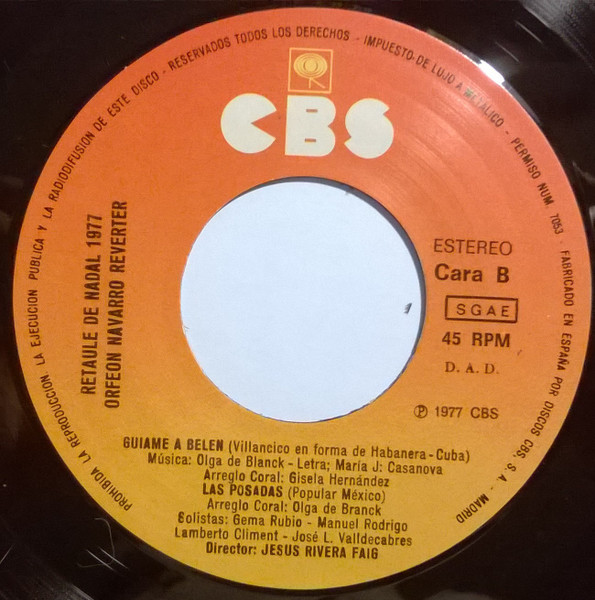 PROHIBIDA LA REPRODUCCION, LA EJECUCION PUBLICA Y LA RADIODIFUSION DE ESTE DISCO - RESERVADOS TODOS LOS DERECHOS - IMPUESTO DE LUJO A METALICO - PERMISO NUM. 7053 - FABRICADO EN ESPAÑA POR DISCOS CBS, S. A. - MADRID
CBS
RETAULE DE NADAL 1977
ORFEON NAVARRO REVERTER
ESTEREO
Cara B
SGAE
45 RPM
D. A. D.
Ⓟ 1977 CBS
GUIAME A BELEN (Villancico en forma de Habanera - Cuba)
Música: Olga de Blanck - Letra; María J: Casanova
Arreglo Coral: Gisela Hernández
LAS POSADAS (Popular México)
Arreglo Coral: Olga de Branck
Solistas: Gema Rubio - Manuel Rodrigo
Lamberto Climent - José L. Valldecabres
Director: JESUS RIVERA FAIG